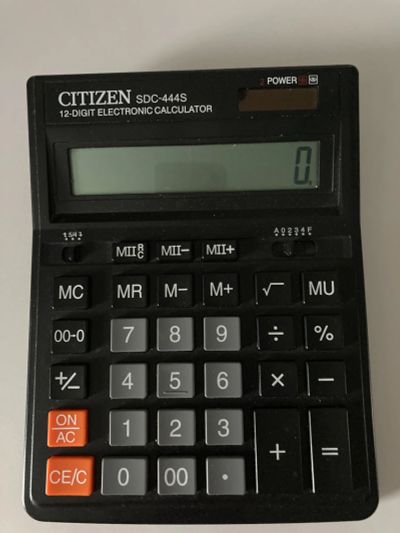 2 POWER
CITIZEN SDC-444S
12-DIGIT ELECTRONIC CALCULATOR
0.
A 0 2 3 4 F
MII R C MII− MII+
MC MR M− M+ √ MU
00→0 7 8 9 ÷ %
+/− 4 5 6 × −
ON
AC 1 2 3 +
CE/C 0 00 · =